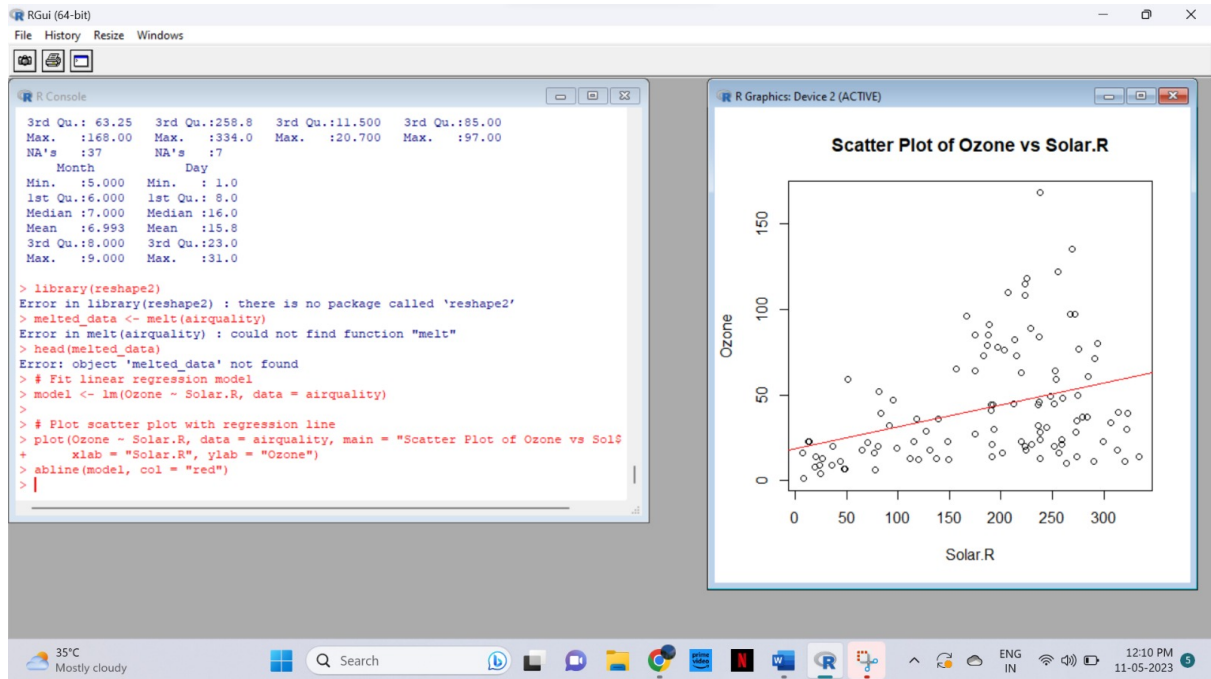 RGui (64-bit)
File History Resize Windows
R Console
3rd Qu.: 63.25 3rd Qu.:258.8 3rd Qu.:11.500 3rd Qu.:85.00
Max. :168.00 Max. :334.0 Max. :20.700 Max. :97.00
NA's :37 NA's :7
Month Day
Min. :5.000 Min. : 1.0
1st Qu.:6.000 1st Qu.: 8.0
Median :7.000 Median :16.0
Mean :6.993 Mean :15.8
3rd Qu.:8.000 3rd Qu.:23.0
Max. :9.000 Max. :31.0
> library(reshape2)
Error in library(reshape2) : there is no package called ‘reshape2’
> melted_data <- melt(airquality)
Error in melt(airquality) : could not find function "melt"
> head(melted_data)
Error: object 'melted_data' not found
> # Fit linear regression model
> model <- lm(Ozone ~ Solar.R, data = airquality)
>
> # Plot scatter plot with regression line
> plot(Ozone ~ Solar.R, data = airquality, main = "Scatter Plot of Ozone vs Sol$
+ xlab = "Solar.R", ylab = "Ozone")
> abline(model, col = "red")
>
R Graphics: Device 2 (ACTIVE)
Scatter Plot of Ozone vs Solar.R
150
100
50
0
Ozone
0 50 100 150 200 250 300
Solar.R
35°C
Mostly cloudy
Search
prime video
N
W
R
ENG
IN
12:10 PM
11-05-2023
5